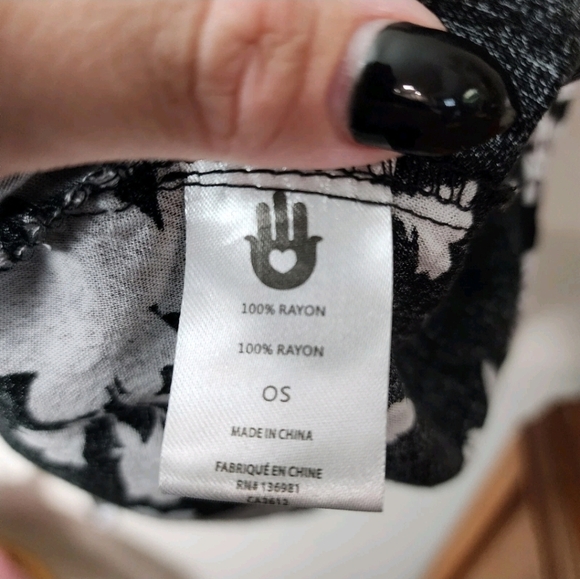 100% RAYON
100% RAYON
OS
MADE IN CHINA
FABRIQUÉ EN CHINE
RN# 136981